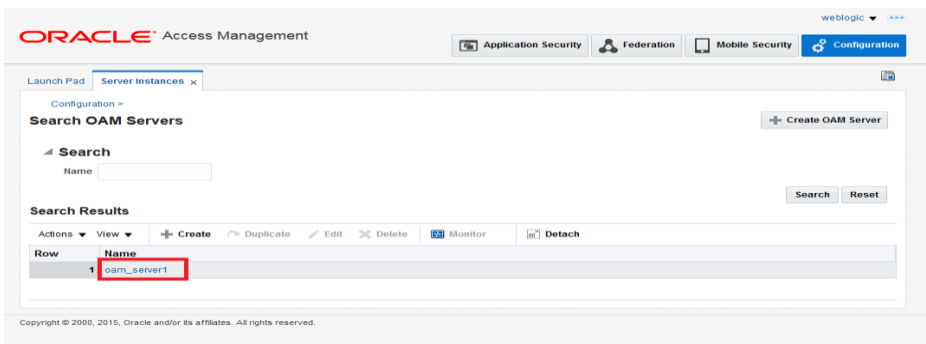 weblogic
ORACLE Access Management
Application Security Federation Mobile Security Configuration
Launch Pad Server Instances x
Configuration >
Search OAM Servers
Create OAM Server
Search
Name
Search Reset
Search Results
Actions View Create Duplicate Edit Delete Monitor Detach
Row Name
1 oam_server1
Copyright © 2000, 2015, Oracle and/or its affiliates. All rights reserved.